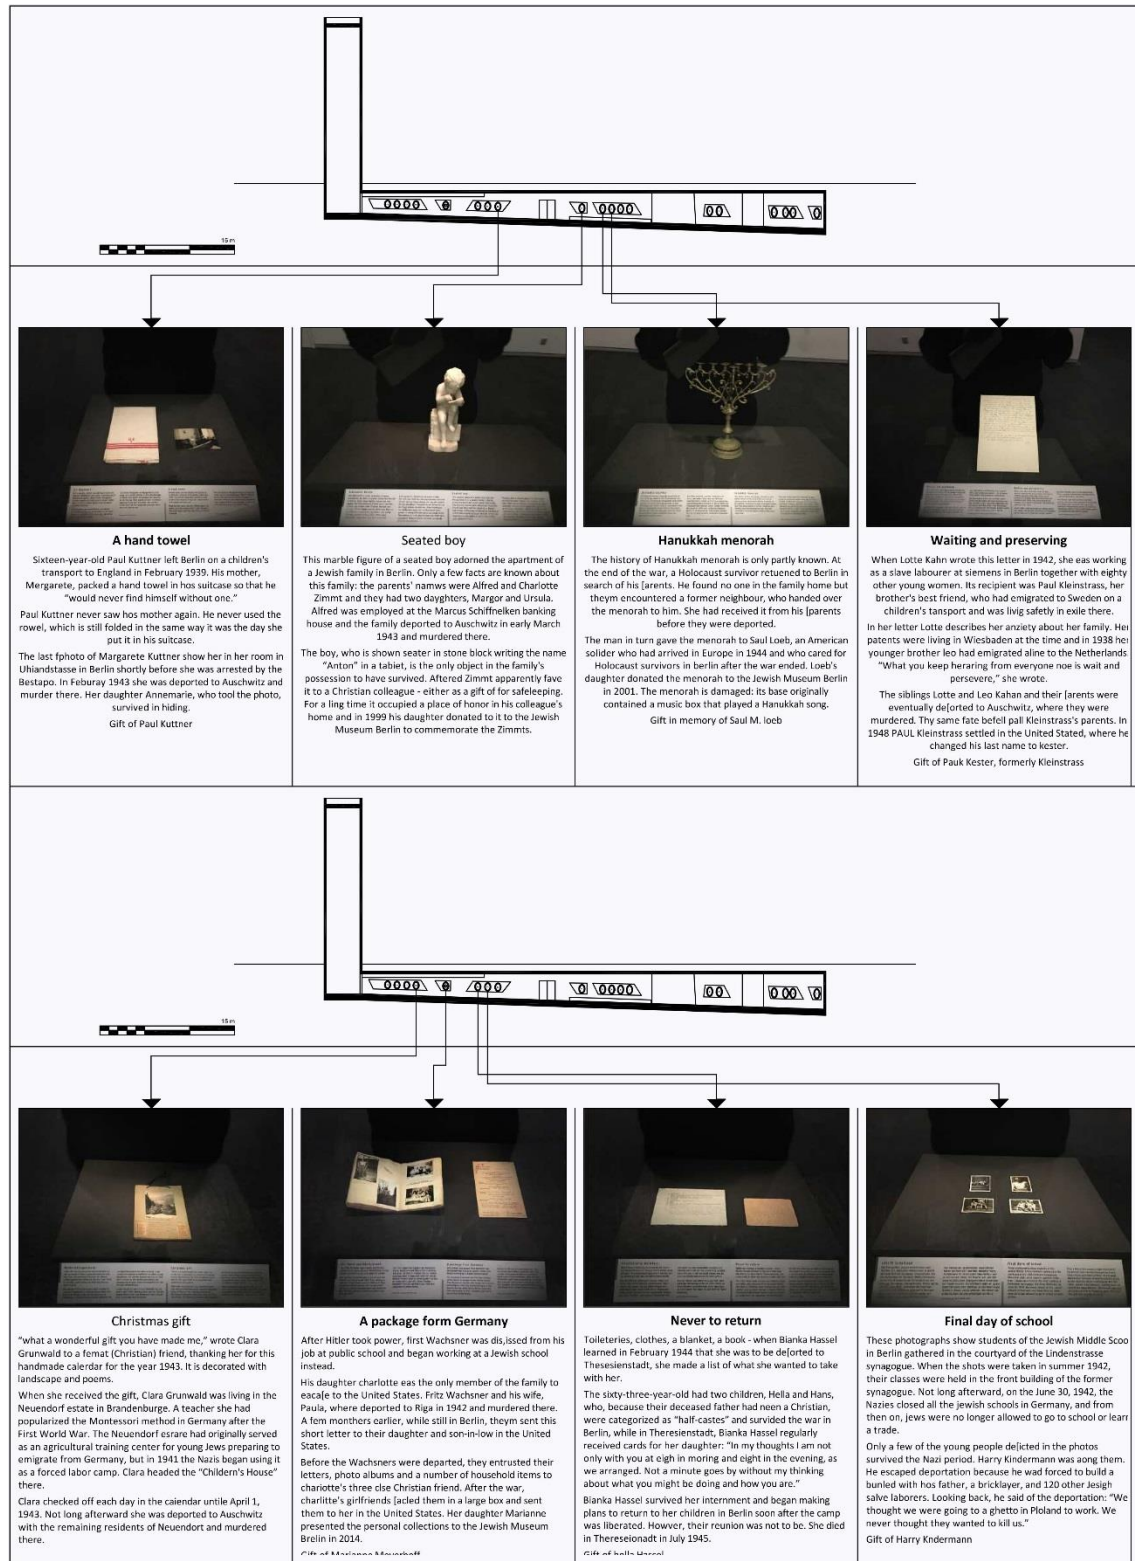 15 m
A hand towel
Sixteen-year-old Paul Kuttner left Berlin on a children's
transport to England in February 1939. His mother,
Mergarete, packed a hand towel in hos suitcase so that he
“would never find himself without one.”
Paul Kuttner never saw hos mother again. He never used the
rowel, which is still folded in the same way it was the day she
put it in his suitcase.
The last fphoto of Margarete Kuttner show her in her room in
Uhiandstasse in Berlin shortly before she was arrested by the
Bestapo. In Feburay 1943 she was deported to Auschwitz and
murder there. Her daughter Annemarie, who tool the photo,
survived in hiding.
Gift of Paul Kuttner
Seated boy
This marble figure of a seated boy adorned the apartment of
a Jewish family in Berlin. Only a few facts are known about
this family: the parents' namws were Alfred and Charlotte
Zimmt and they had two daughters, Margor and Ursula.
Alfred was employed at the Marcus Schiffnelken banking
house and the family deported to Auschwitz in early March
1943 and murdered there.
The boy, who is shown seater in stone block writing the name
“Anton” in a tabiet, is the only object in the family's
possession to have survived. Aftered Zimmt apparently fave
it to a Christian colleague - either as a gift of for safeleeping.
For a ling time it occupied a place of honor in his colleague's
home and in 1999 his daughter donated to it to the Jewish
Museum Berlin to commemorate the Zimmts.
Hanukkah menorah
The history of Hanukkah menorah is only partly known. At
the end of the war, a Holocaust survivor retuened to Berlin in
search of his [arents. He found no one in the family home but
theym encountered a former neighbour, who handed over
the menorah to him. She had received it from his [parents
before they were deported.
The man in turn gave the menorah to Saul Loeb, an American
solider who had arrived in Europe in 1944 and who cared for
Holocaust survivors in berlin after the war ended. Loeb's
daughter donated the menorah to the Jewish Museum Berlin
in 2001. The menorah is damaged: its base originally
contained a music box that played a Hanukkah song.
Gift in memory of Saul M. loeb
Waiting and preserving
When Lotte Kahn wrote this letter in 1942, she eas working
as a slave labourer at siemens in Berlin together with eighty
other young women. Its recipient was Paul Kleinstrass, her
brother's best friend, who had emigrated to Sweden on a
children's tansport and was livig safetly in exile there.
In her letter Lotte describes her anziety about her family. Her
patents were living in Wiesbaden at the time and in 1938 her
younger brother leo had emigrated aline to the Netherlands.
“What you keep heraring from everyone noe is wait and
persevere,” she wrote.
The siblings Lotte and Leo Kahan and their [arents were
eventually de[orted to Auschwitz, where they were
murdered. Thy same fate befell pall Kleinstrass's parents. In
1948 PAUL Kleinstrass settled in the United Stated, where he
changed his last name to kester.
Gift of Pauk Kester, formerly Kleinstrass
15 m
Christmas gift
“what a wonderful gift you have made me,” wrote Clara
Grunwald to a femat (Christian) friend, thanking her for this
handmade calerdar for the year 1943. It is decorated with
landscape and poems.
When she received the gift, Clara Grunwald was living in the
Neuendorf estate in Brandenburge. A teacher she had
popularized the Montessori method in Germany after the
First World War. The Neuendorf esrare had originally served
as an agricultural training center for young Jews preparing to
emigrate from Germany, but in 1941 the Nazis began using it
as a forced labor camp. Clara headed the “Childern's House”
there.
Clara checked off each day in the caiendar untile April 1,
1943. Not long afterward she was deported to Auschwitz
with the remaining residents of Neuendort and murdered
there.
A package form Germany
After Hitler took power, first Wachsner was dis,issed from his
job at public school and began working at a Jewish school
instead.
His daughter charlotte eas the only member of the family to
eaca[e to the United States. Fritz Wachsner and his wife,
Paula, where deported to Riga in 1942 and murdered there.
A fem monthers earlier, while still in Berlin, theym sent this
short letter to their daughter and son-in-low in the United
States.
Before the Wachsners were departed, they entrusted their
letters, photo albums and a number of household items to
chariotte's three clse Christian friend. After the war,
charlitte's girlfriends [acled them in a large box and sent
them to her in the United States. Her daughter Marianne
presented the personal collections to the Jewish Museum
Brelin in 2014.
Gift of Marianne Meyerhoff
Never to return
Toileteries, clothes, a blanket, a book - when Bianka Hassel
learned in February 1944 that she was to be de[orted to
Thesesienstadt, she made a list of what she wanted to take
with her.
The sixty-three-year-old had two children, Hella and Hans,
who, because their deceased father had neen a Christian,
were categorized as “half-castes” and survided the war in
Berlin, while in Theresienstadt, Bianka Hassel regularly
received cards for her daughter: “In my thoughts I am not
only with you at eigh in moring and eight in the evening, as
we arranged. Not a minute goes by without my thinking
about what you might be doing and how you are.”
Bianka Hassel survived her internment and began making
plans to return to her children in Berlin soon after the camp
was liberated. Howver, their reunion was not to be. She died
in Thereseionadt in July 1945.
Gift of hella Hassel
Final day of school
These photographs show students of the Jewish Middle Scoo
in Berlin gathered in the courtyard of the Lindenstrasse
synagogue. When the shots were taken in summer 1942,
their classes were held in the front building of the former
synagogue. Not long afterward, on the June 30, 1942, the
Nazies closed all the jewish schools in Germany, and from
then on, jews were no longer allowed to go to school or learn
a trade.
Only a few of the young people de[icted in the photos
survived the Nazi period. Harry Kindermann was aong them.
He escaped deportation because he wad forced to build a
bunled with hos father, a bricklayer, and 120 other Jesigh
salve laborers. Looking back, he said of the deportation: “We
thought we were going to a ghetto in Ploland to work. We
never thought they wanted to kill us.”
Gift of Harry Kndermann